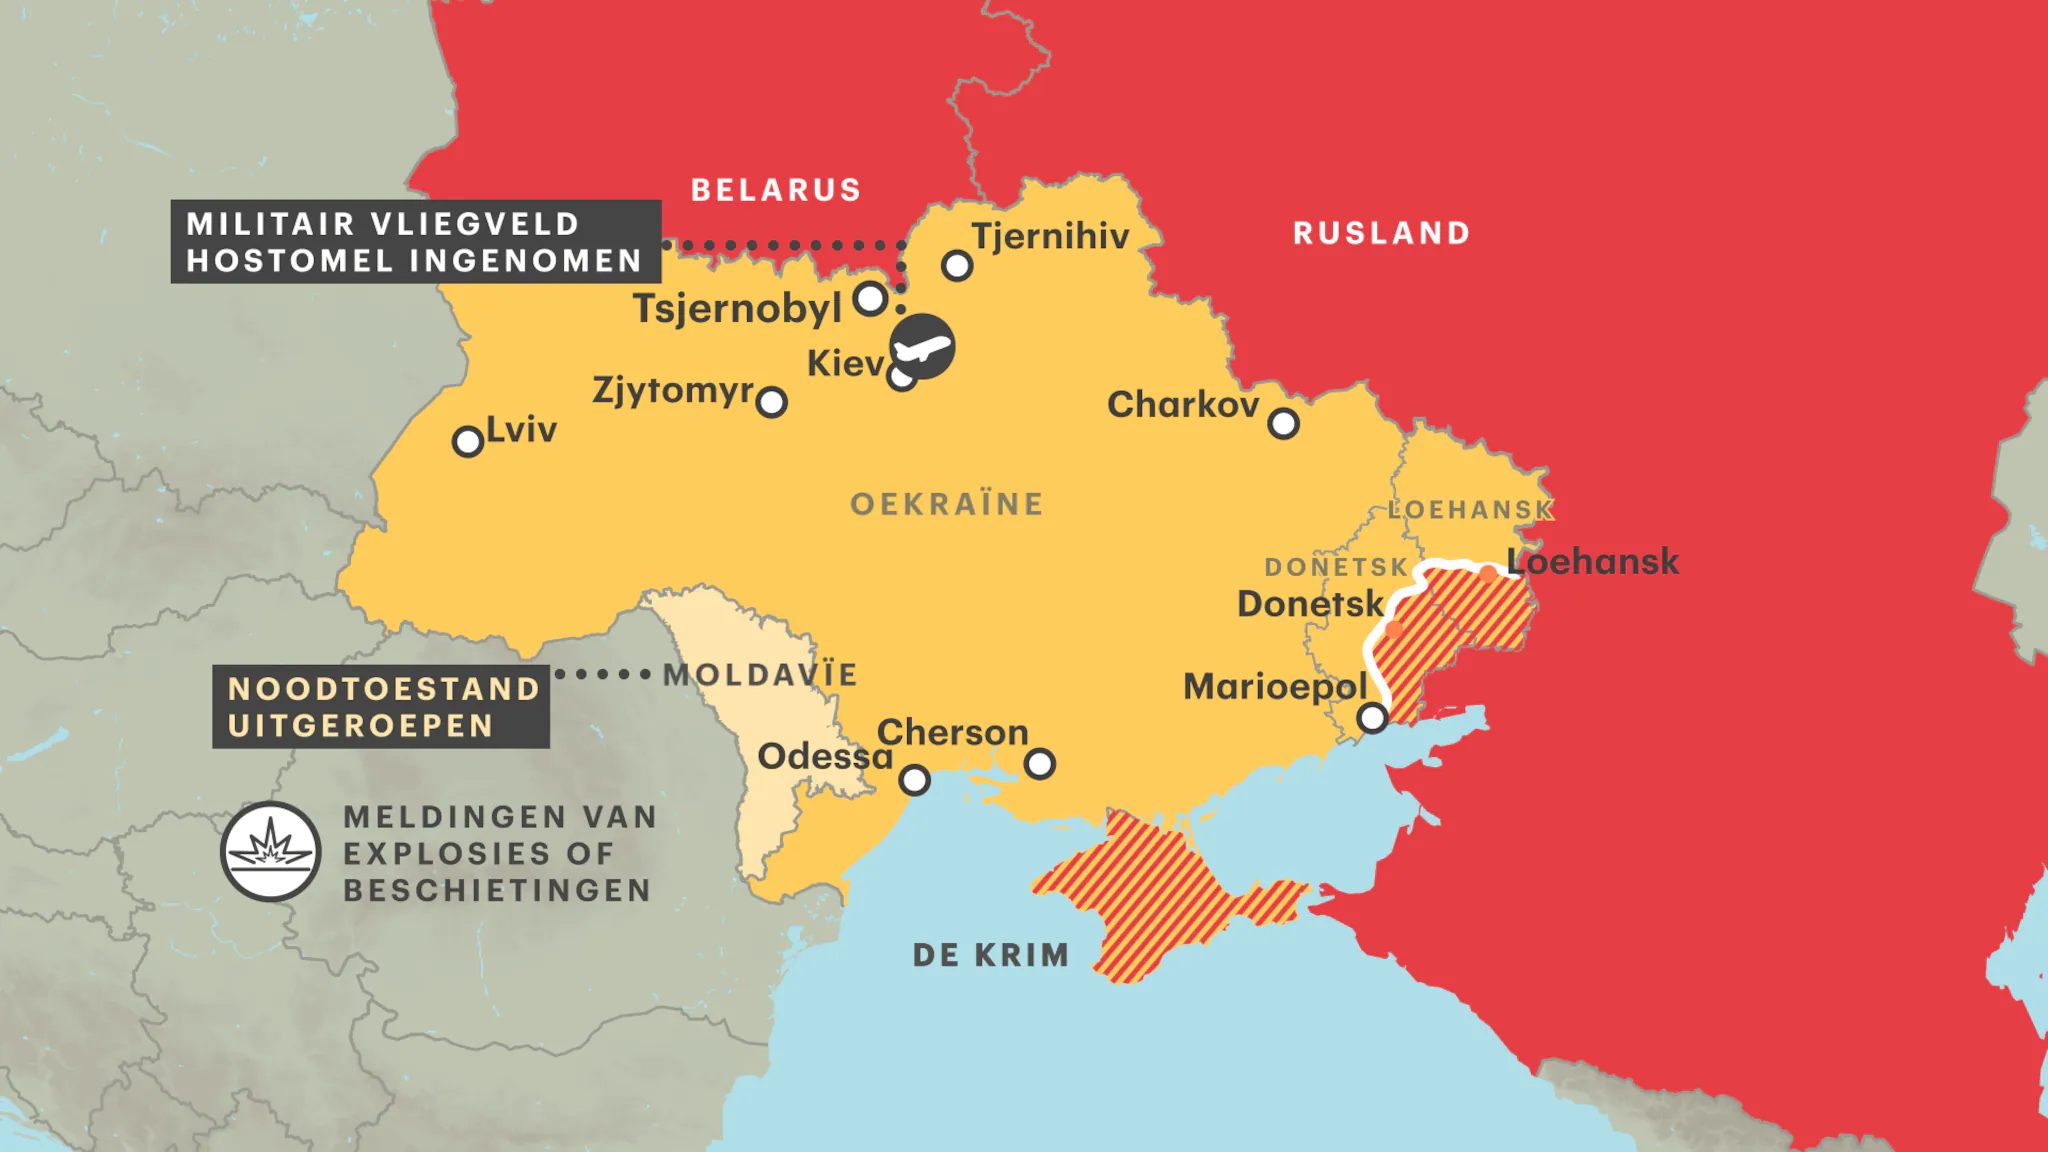 BELARUS
MILITAIR VLIEGVELD
HOSTOMEL INGENOMEN
RUSLAND
Tjernihiv
Tsjernobyl
Kiev
Zjytomyr
Charkov
Lviv
OEKRAÏNE
LOEHANSK
DONETSK
Loehansk
Donetsk
NOODTOESTAND
UITGEROEPEN
MOLDAVÏE
Marioepol
Cherson
Odessa
MELDINGEN VAN
EXPLOSIES OF
BESCHIETINGEN
DE KRIM